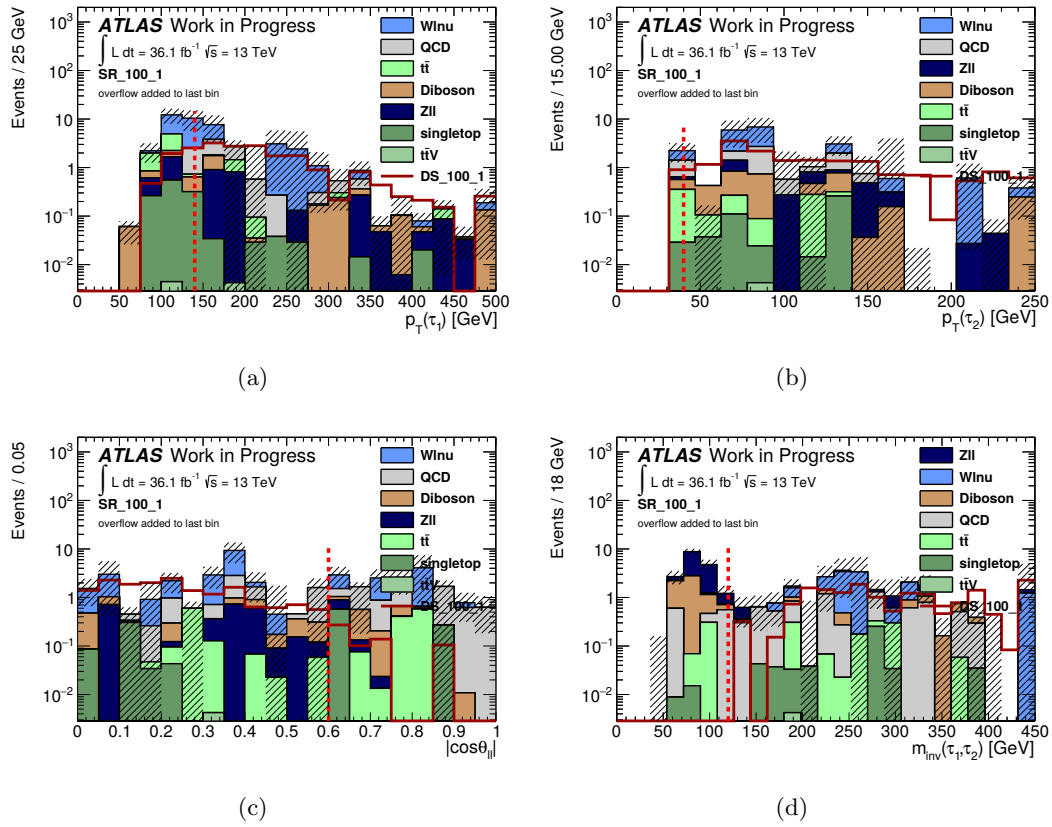 ATLAS Work in Progress
∫ L dt = 36.1 fb⁻¹ √s = 13 TeV
SR_100_1
overflow added to last bin
Wlnu
QCD
tt̄
Diboson
Zll
singletop
tt̄V
DS_100_1
Events / 25 GeV
10³
10²
10
1
10⁻¹
10⁻²
0 50 100 150 200 250 300 350 400 450 500
p_T(τ₁) [GeV]
(a)
ATLAS Work in Progress
∫ L dt = 36.1 fb⁻¹ √s = 13 TeV
SR_100_1
overflow added to last bin
Wlnu
QCD
Zll
Diboson
tt̄
singletop
tt̄V
DS_100_1
Events / 15.00 GeV
10³
10²
10
1
10⁻¹
10⁻²
0 50 100 150 200 250
p_T(τ₂) [GeV]
(b)
ATLAS Work in Progress
∫ L dt = 36.1 fb⁻¹ √s = 13 TeV
SR_100_1
overflow added to last bin
Wlnu
QCD
Diboson
Zll
tt̄
singletop
tt̄V
DS_100_1
Events / 0.05
10³
10²
10
1
10⁻¹
10⁻²
0 0.1 0.2 0.3 0.4 0.5 0.6 0.7 0.8 0.9 1
|cosθ_ll|
(c)
ATLAS Work in Progress
∫ L dt = 36.1 fb⁻¹ √s = 13 TeV
SR_100_1
overflow added to last bin
Zll
Wlnu
Diboson
QCD
tt̄
singletop
tt̄V
DS_100_1
Events / 18 GeV
10³
10²
10
1
10⁻¹
10⁻²
0 50 100 150 200 250 300 350 400 450
m_inv(τ₁,τ₂) [GeV]
(d)